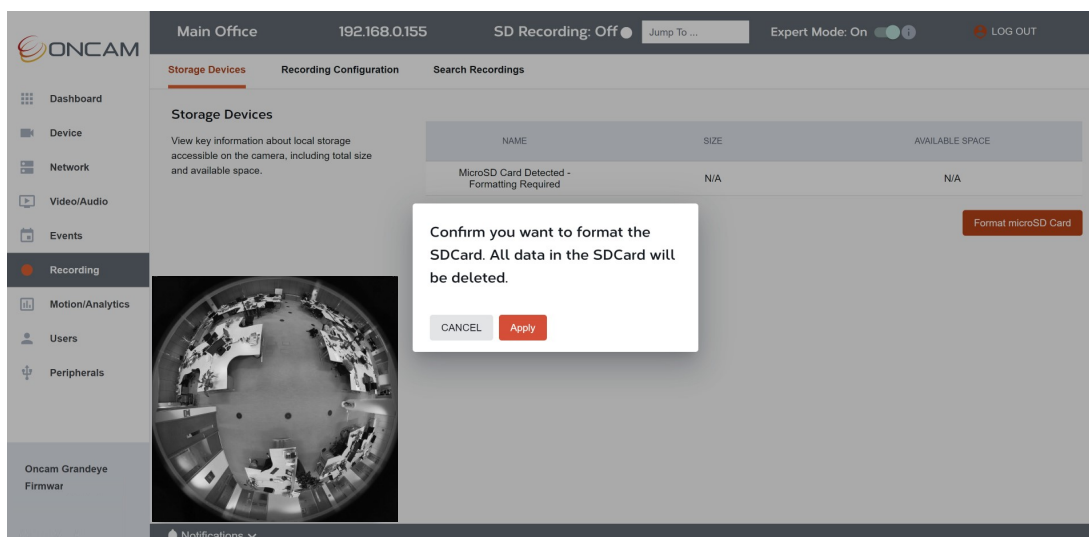 ONCAM
Main Office
192.168.0.155
SD Recording: Off
Jump To ...
Expert Mode: On
LOG OUT
Storage Devices
Recording Configuration
Search Recordings
Dashboard
Device
Network
Video/Audio
Events
Recording
Motion/Analytics
Users
Peripherals
Oncam Grandeye
Firmwar
Storage Devices
View key information about local storage
accessible on the camera, including total size
and available space.
NAME
SIZE
AVAILABLE SPACE
MicroSD Card Detected -
Formatting Required
N/A
N/A
Format microSD Card
Confirm you want to format the
SDCard. All data in the SDCard will
be deleted.
CANCEL
Apply
Notifications